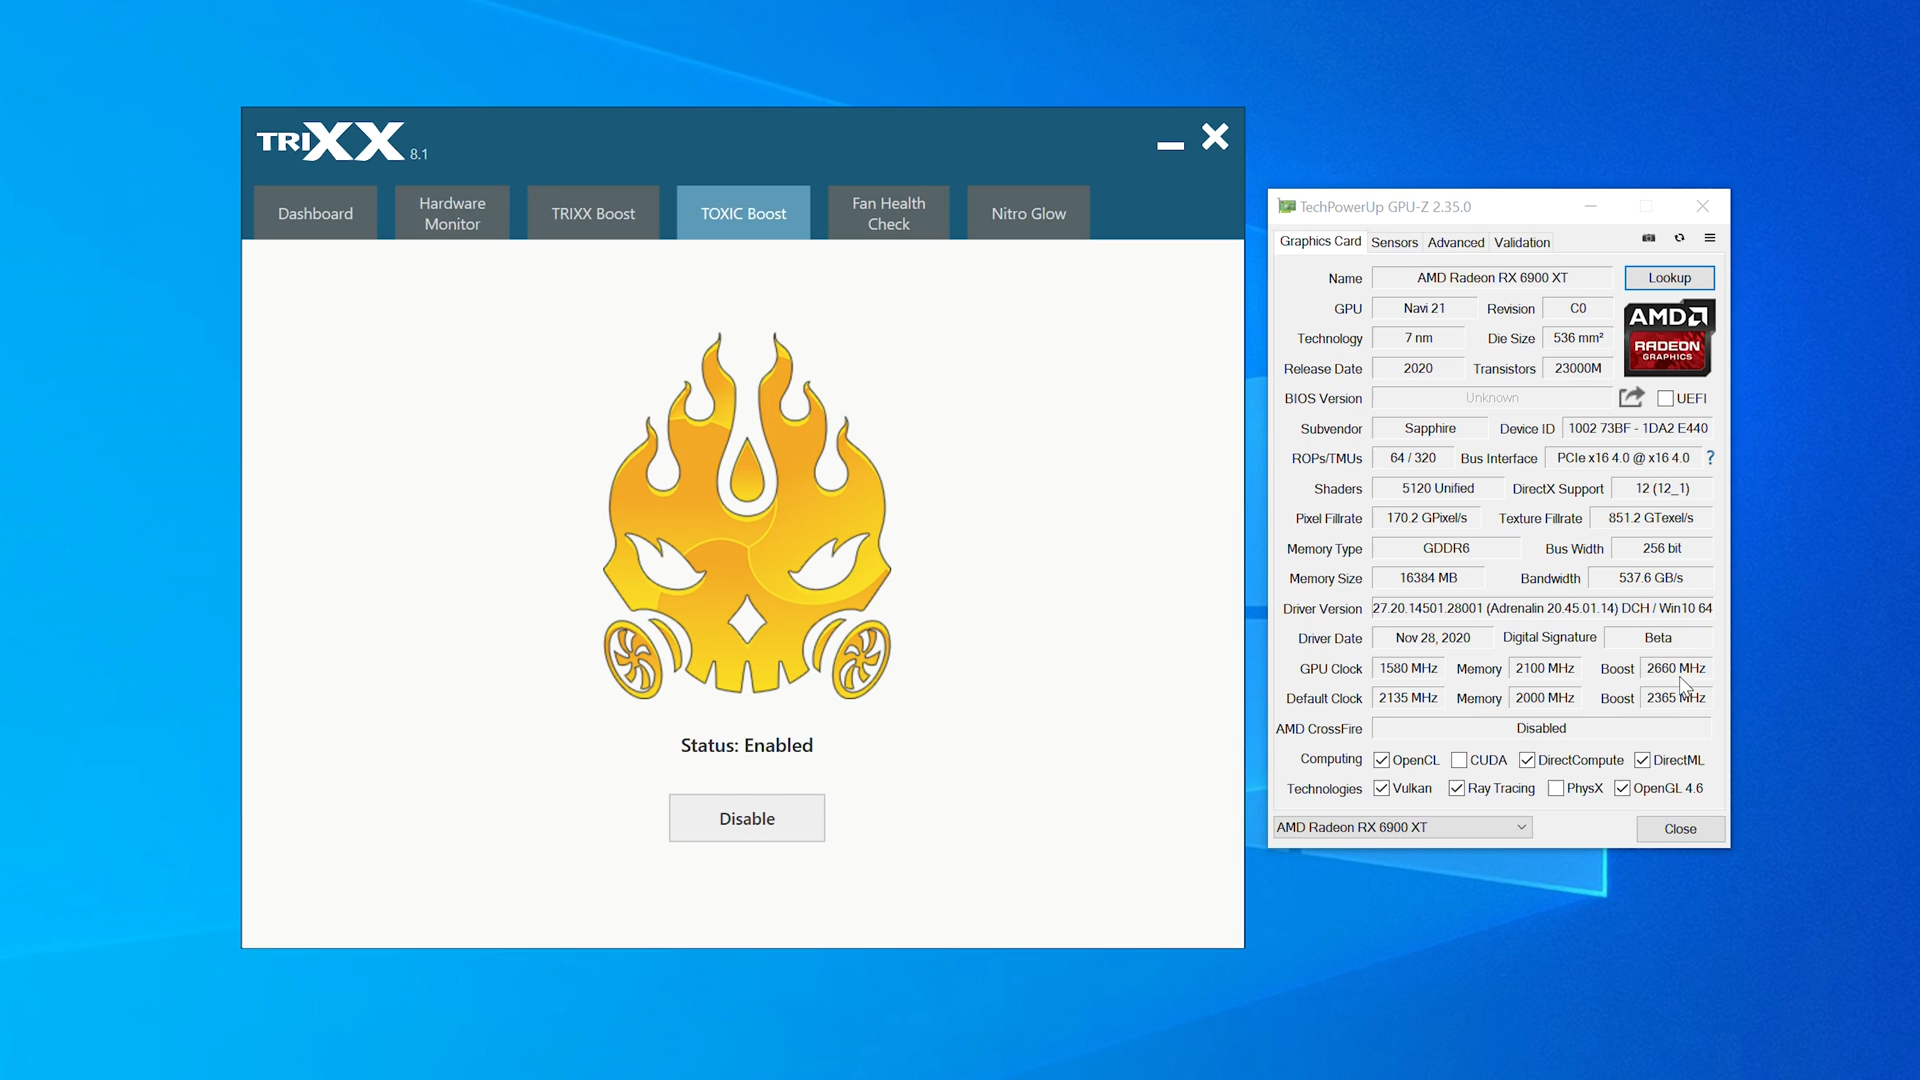 TRIXX 8.1
Dashboard
Hardware
Monitor
TRIXX Boost
TOXIC Boost
Fan Health
Check
Nitro Glow
Status: Enabled
Disable
TechPowerUp GPU-Z 2.35.0
Graphics Card Sensors Advanced Validation
Name AMD Radeon RX 6900 XT Lookup
GPU Navi 21 Revision C0
AMD
RADEON
GRAPHICS
Technology 7 nm Die Size 536 mm²
Release Date 2020 Transistors 23000M
BIOS Version Unknown UEFI
Subvendor Sapphire Device ID 1002 73BF - 1DA2 E440
ROPs/TMUs 64 / 320 Bus Interface PCIe x16 4.0 @ x16 4.0 ?
Shaders 5120 Unified DirectX Support 12 (12_1)
Pixel Fillrate 170.2 GPixel/s Texture Fillrate 851.2 GTexel/s
Memory Type GDDR6 Bus Width 256 bit
Memory Size 16384 MB Bandwidth 537.6 GB/s
Driver Version 27.20.14501.28001 (Adrenalin 20.45.01.14) DCH / Win10 64
Driver Date Nov 28, 2020 Digital Signature Beta
GPU Clock 1580 MHz Memory 2100 MHz Boost 2660 MHz
Default Clock 2135 MHz Memory 2000 MHz Boost 2365 MHz
AMD CrossFire Disabled
Computing OpenCL CUDA DirectCompute DirectML
Technologies Vulkan Ray Tracing PhysX OpenGL 4.6
AMD Radeon RX 6900 XT Close